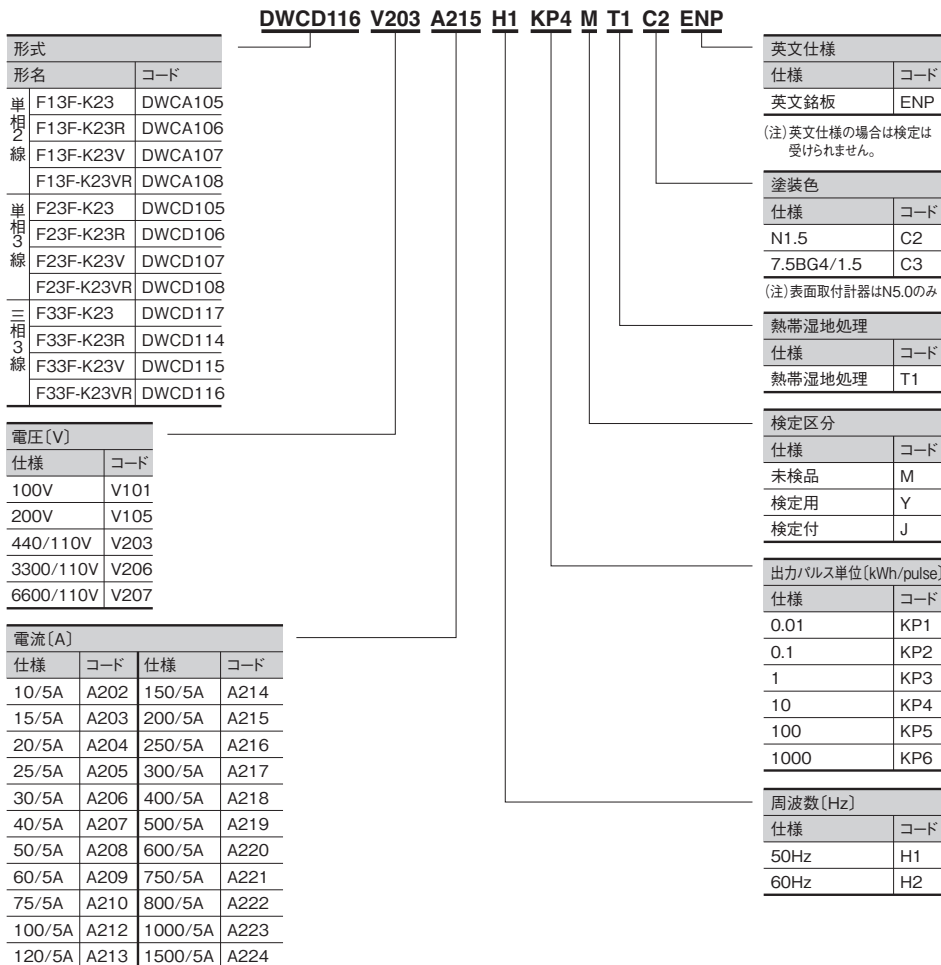 DWCD116 V203 A215 H1 KP4 M T1 C2 ENP
形式
形名 コード
単相2線 F13F-K23 DWCA105
F13F-K23R DWCA106
F13F-K23V DWCA107
F13F-K23VR DWCA108
単相3線 F23F-K23 DWCD105
F23F-K23R DWCD106
F23F-K23V DWCD107
F23F-K23VR DWCD108
三相3線 F33F-K23 DWCD117
F33F-K23R DWCD114
F33F-K23V DWCD115
F33F-K23VR DWCD116
電圧〔V〕
仕様 コード
100V V101
200V V105
440/110V V203
3300/110V V206
6600/110V V207
電流〔A〕
仕様 コード 仕様 コード
10/5A A202 150/5A A214
15/5A A203 200/5A A215
20/5A A204 250/5A A216
25/5A A205 300/5A A217
30/5A A206 400/5A A218
40/5A A207 500/5A A219
50/5A A208 600/5A A220
60/5A A209 750/5A A221
75/5A A210 800/5A A222
100/5A A212 1000/5A A223
120/5A A213 1500/5A A224
英文仕様
仕様 コード
英文銘板 ENP
（注）英文仕様の場合は検定は
受けられません。
塗装色
仕様 コード
N1.5 C2
7.5BG4/1.5 C3
（注）表面取付計器はN5.0のみ
熱帯湿地処理
仕様 コード
熱帯湿地処理 T1
検定区分
仕様 コード
未検品 M
検定用 Y
検定付 J
出力パルス単位〔kWh/pulse〕
仕様 コード
0.01 KP1
0.1 KP2
1 KP3
10 KP4
100 KP5
1000 KP6
周波数〔Hz〕
仕様 コード
50Hz H1
60Hz H2